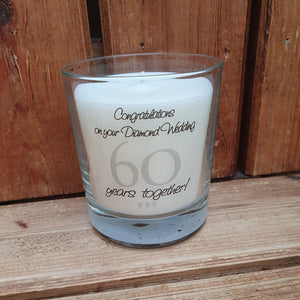 Congratulations
on your Diamond Wedding
60
years together!